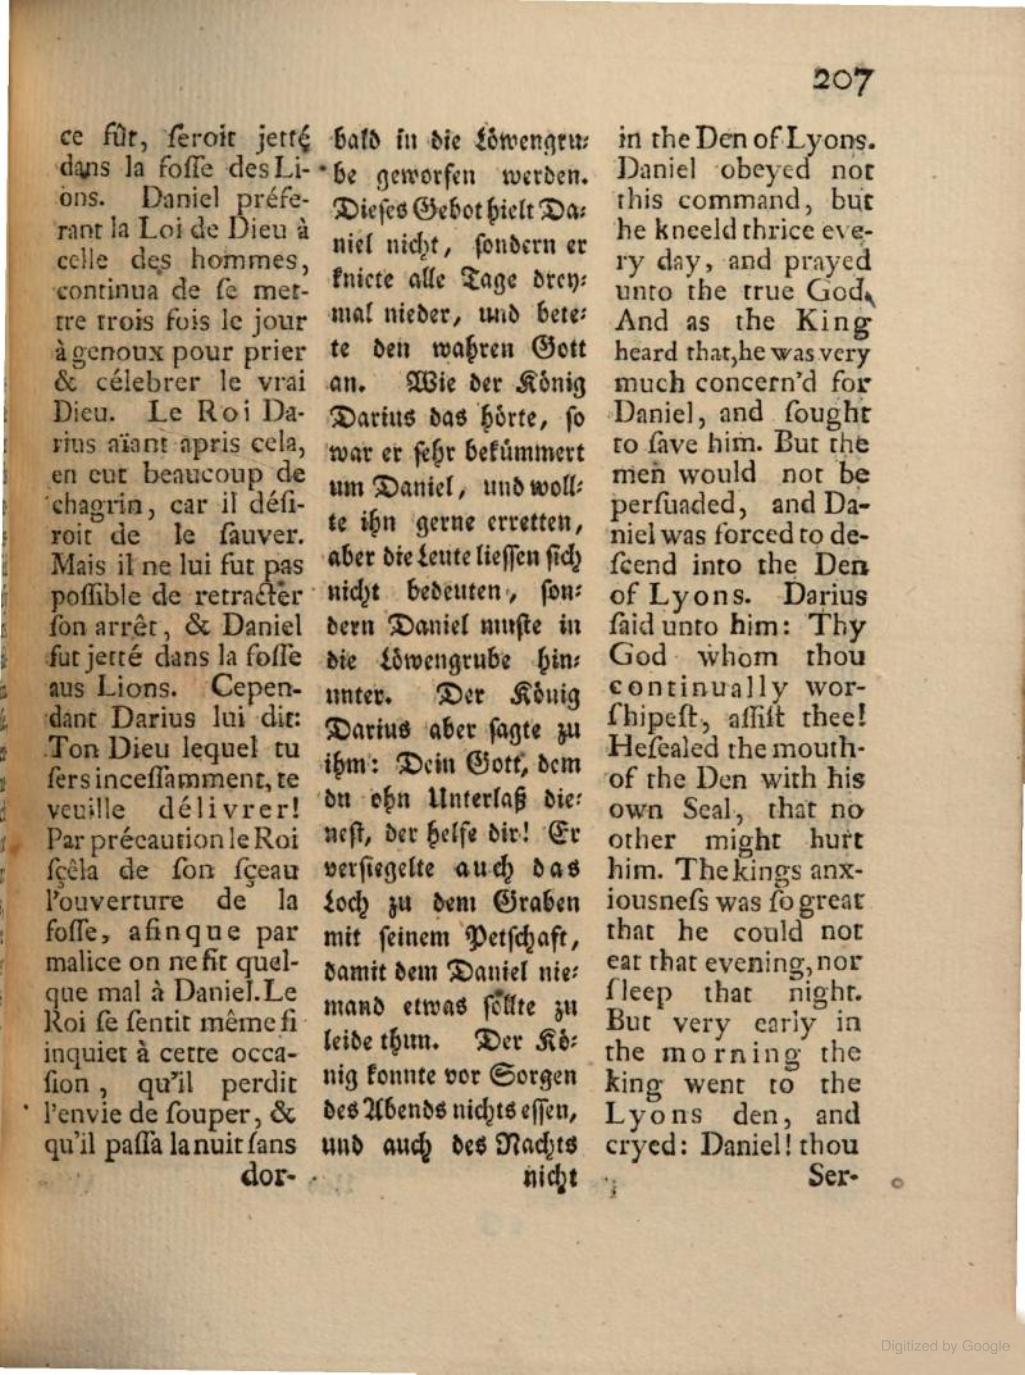 207
ce fût, ſeroit jetté
dans la foſſe des Li-
ons. Daniel préfe-
rant la Loi de Dieu à
celle des hommes,
continua de ſe met-
tre trois fois le jour
à genoux pour prier
& célebrer le vrai
Dieu. Le Roi Da-
rius aïant apris cela,
en eut beaucoup de
chagrin, car il déſi-
roit de le ſauver.
Mais il ne lui fut pas
poſſible de retracter
ſon arrêt, & Daniel
fut jetté dans la foſſe
aus Lions. Cepen-
dant Darius lui dit:
Ton Dieu lequel tu
ſers inceſſamment, te
veuille délivrer!
Par précaution le Roi
ſçêla de ſon ſçeau
l'ouverture de la
foſſe, afinque par
malice on ne fit quel-
que mal à Daniel. Le
Roi ſe ſentit même ſi
inquiet à cette occa-
ſion, qu'il perdit
l'envie de ſouper, &
qu'il paſſa la nuit ſans
dor-
bald in die Löwengru-
be geworfen werden.
Dieſes Gebot hielt Da-
niel nicht, ſondern er
kniete alle Tage drey-
mal nieder, und bete-
te den wahren Gott
an. Wie der König
Darius das hörte, ſo
war er ſehr bekümmert
um Daniel, und woll-
te ihn gerne erretten,
aber die Leute lieſſen ſich
nicht bedeuten, ſon-
dern Daniel muſte in
die Löwengrube hin-
unter. Der König
Darius aber ſagte zu
ihm: Dein Gott, dem
du ohn Unterlaß die-
neſt, der helfe dir! Er
verſiegelte auch das
Loch zu dem Graben
mit ſeinem Petſchaft,
damit dem Daniel nie-
mand etwas ſollte zu
leide thun. Der Kö-
nig konnte vor Sorgen
des Abends nichts eſſen,
und auch des Nachts
nicht
in the Den of Lyons.
Daniel obeyed not
this command, but
he kneeld thrice eve-
ry day, and prayed
unto the true God.
And as the King
heard that, he was very
much concern'd for
Daniel, and ſought
to ſave him. But the
men would not be
perſuaded, and Da-
niel was forced to de-
ſcend into the Den
of Lyons. Darius
ſaid unto him: Thy
God whom thou
continually wor-
ſhipeſt, aſſiſt thee!
He ſealed the mouth-
of the Den with his
own Seal, that no
other might hurt
him. The kings anx-
iousneſs was ſo great
that he could not
eat that evening, nor
ſleep that night.
But very early in
the morning the
king went to the
Lyons den, and
cryed: Daniel! thou
Ser-
Digitized by Google